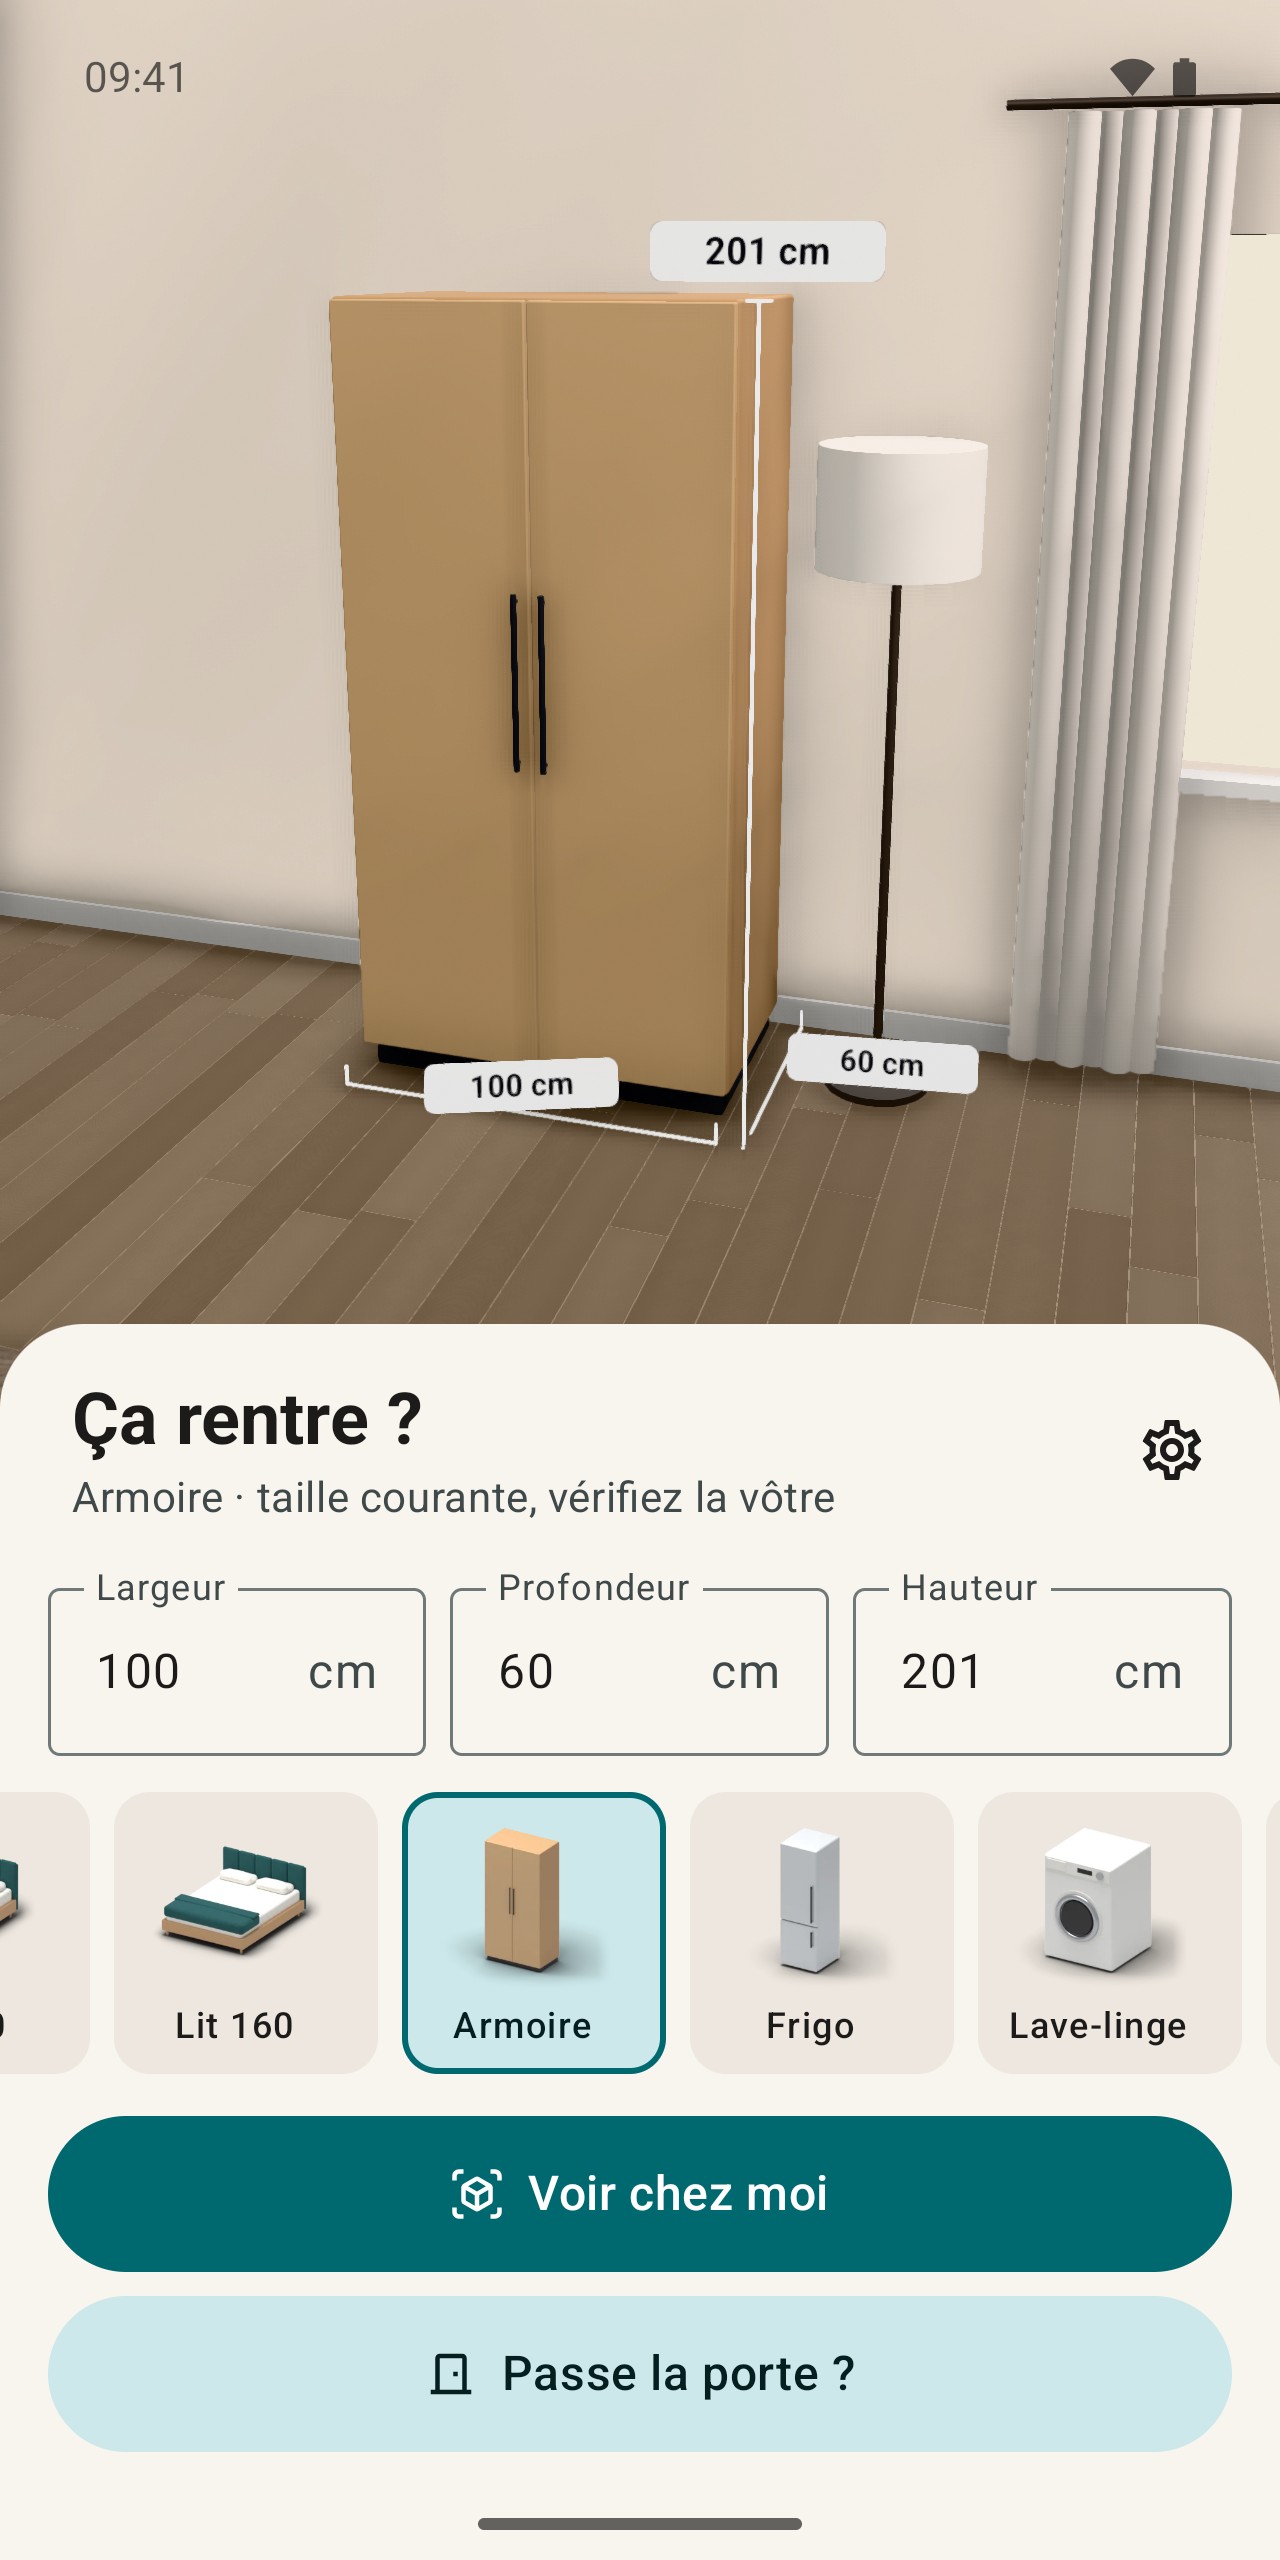 09:41
201 cm
100 cm
60 cm
Ça rentre ?
Armoire · taille courante, vérifiez la vôtre
Largeur
Profondeur
Hauteur
100 cm
60 cm
201 cm
Lit 160
Armoire
Frigo
Lave-linge
Voir chez moi
Passe la porte ?